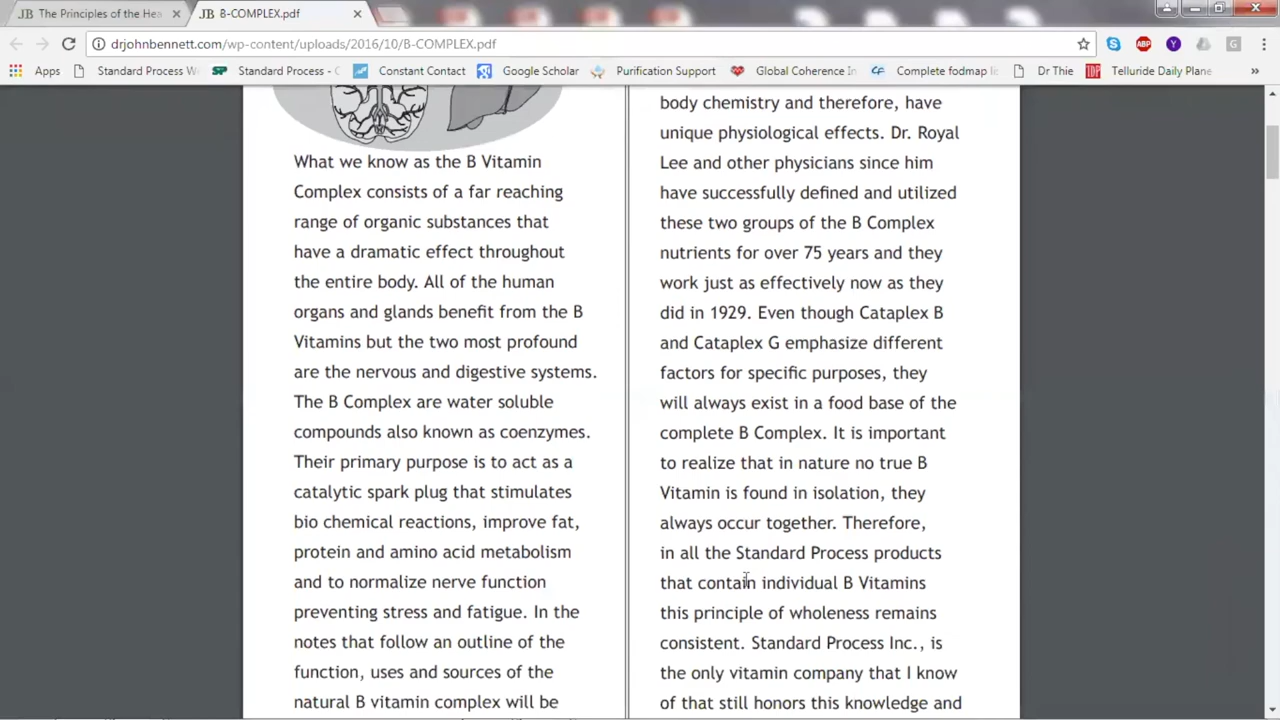 The Principles of the Hea
B-COMPLEX.pdf
drjohnbennett.com/wp-content/uploads/2016/10/B-COMPLEX.pdf
Apps
Standard Process W
Standard Process - C
Constant Contact
Google Scholar
Purification Support
Global Coherence In
Complete fodmap lis
Dr Thie
Telluride Daily Plane
What we know as the B Vitamin
Complex consists of a far reaching
range of organic substances that
have a dramatic effect throughout
the entire body. All of the human
organs and glands benefit from the B
Vitamins but the two most profound
are the nervous and digestive systems.
The B Complex are water soluble
compounds also known as coenzymes.
Their primary purpose is to act as a
catalytic spark plug that stimulates
bio chemical reactions, improve fat,
protein and amino acid metabolism
and to normalize nerve function
preventing stress and fatigue. In the
notes that follow an outline of the
function, uses and sources of the
natural B vitamin complex will be
body chemistry and therefore, have
unique physiological effects. Dr. Royal
Lee and other physicians since him
have successfully defined and utilized
these two groups of the B Complex
nutrients for over 75 years and they
work just as effectively now as they
did in 1929. Even though Cataplex B
and Cataplex G emphasize different
factors for specific purposes, they
will always exist in a food base of the
complete B Complex. It is important
to realize that in nature no true B
Vitamin is found in isolation, they
always occur together. Therefore,
in all the Standard Process products
that contain individual B Vitamins
this principle of wholeness remains
consistent. Standard Process Inc., is
the only vitamin company that I know
of that still honors this knowledge and